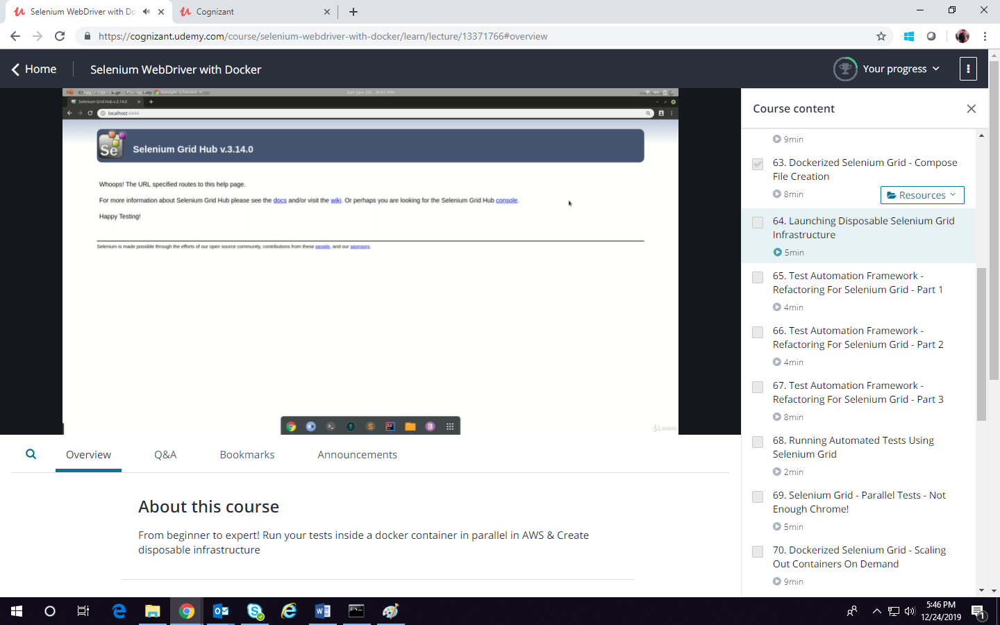 Selenium WebDriver with Do
Cognizant
https://cognizant.udemy.com/course/selenium-webdriver-with-docker/learn/lecture/13371766#overview
Home
Selenium WebDriver with Docker
Your progress
Sat Jan 19, 9:47 PM
Selenium Grid Hub v.3.14.0
localhost:4444
Se
Selenium Grid Hub v.3.14.0
Whoops! The URL specified routes to this help page.
For more information about Selenium Grid Hub please see the docs and/or visit the wiki. Or perhaps you are looking for the Selenium Grid Hub console.
Happy Testing!
Selenium is made possible through the efforts of our open source community, contributions from these people, and our sponsors.
Udemy
Course content
9min
63. Dockerized Selenium Grid - Compose
File Creation
8min
Resources
64. Launching Disposable Selenium Grid
Infrastructure
5min
65. Test Automation Framework -
Refactoring For Selenium Grid - Part 1
4min
66. Test Automation Framework -
Refactoring For Selenium Grid - Part 2
4min
67. Test Automation Framework -
Refactoring For Selenium Grid - Part 3
8min
68. Running Automated Tests Using
Selenium Grid
2min
69. Selenium Grid - Parallel Tests - Not
Enough Chrome!
5min
70. Dockerized Selenium Grid - Scaling
Out Containers On Demand
9min
Overview
Q&A
Bookmarks
Announcements
About this course
From beginner to expert! Run your tests inside a docker container in parallel in AWS & Create
disposable infrastructure
5:46 PM
12/24/2019
1